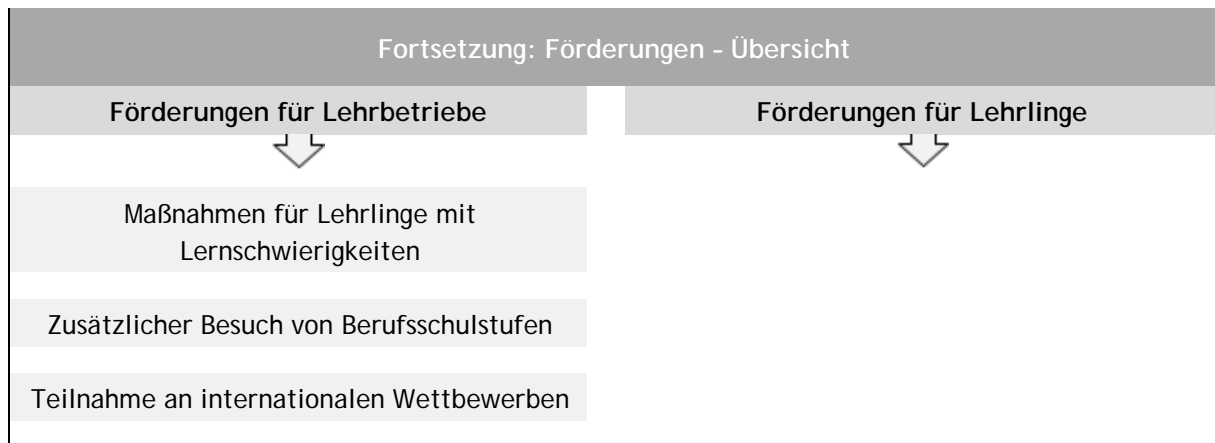 Fortsetzung: Förderungen - Übersicht
Förderungen für Lehrbetriebe
Förderungen für Lehrlinge
Maßnahmen für Lehrlinge mit
Lernschwierigkeiten
Zusätzlicher Besuch von Berufsschulstufen
Teilnahme an internationalen Wettbewerben